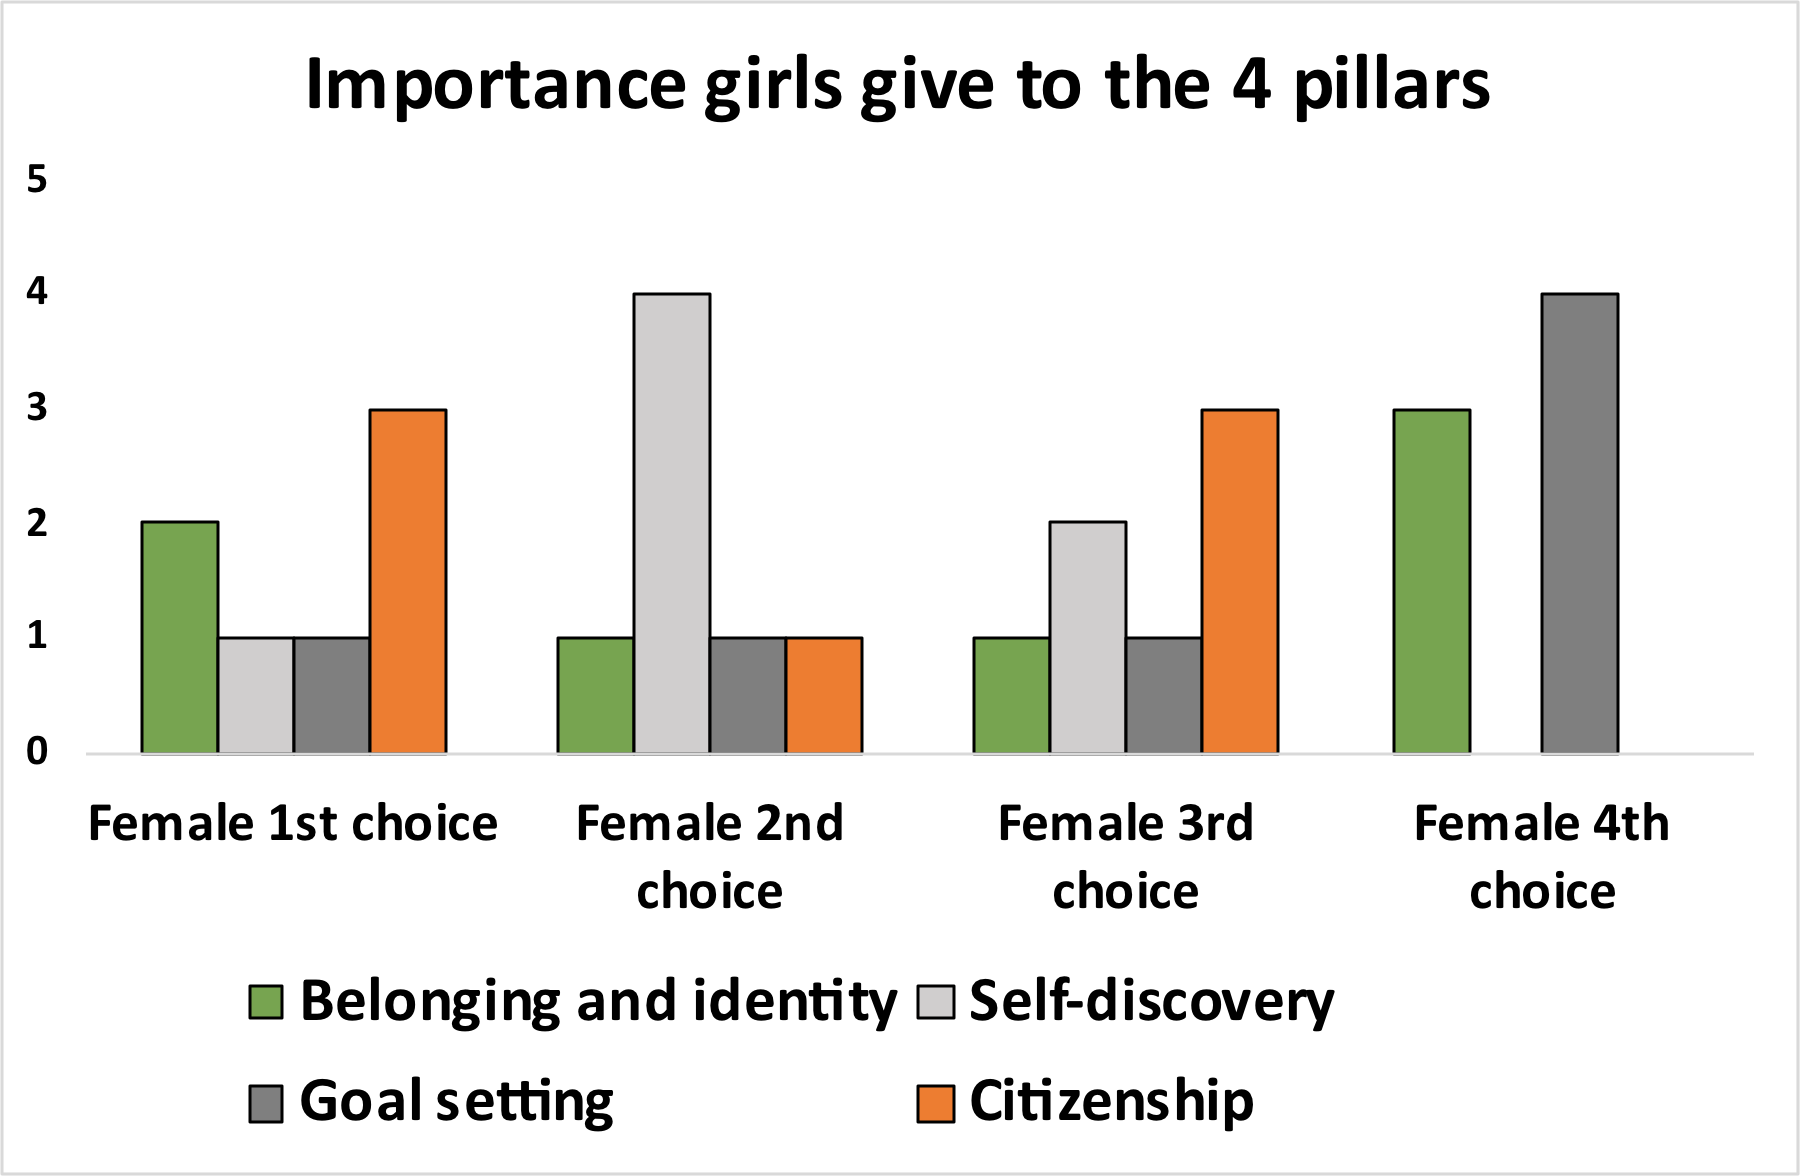 Importance girls give to the 4 pillars
5
4
3
2
1
0
Female 1st choice
Female 2nd
choice
Female 3rd
choice
Female 4th
choice
Belonging and identity
Self-discovery
Goal setting
Citizenship